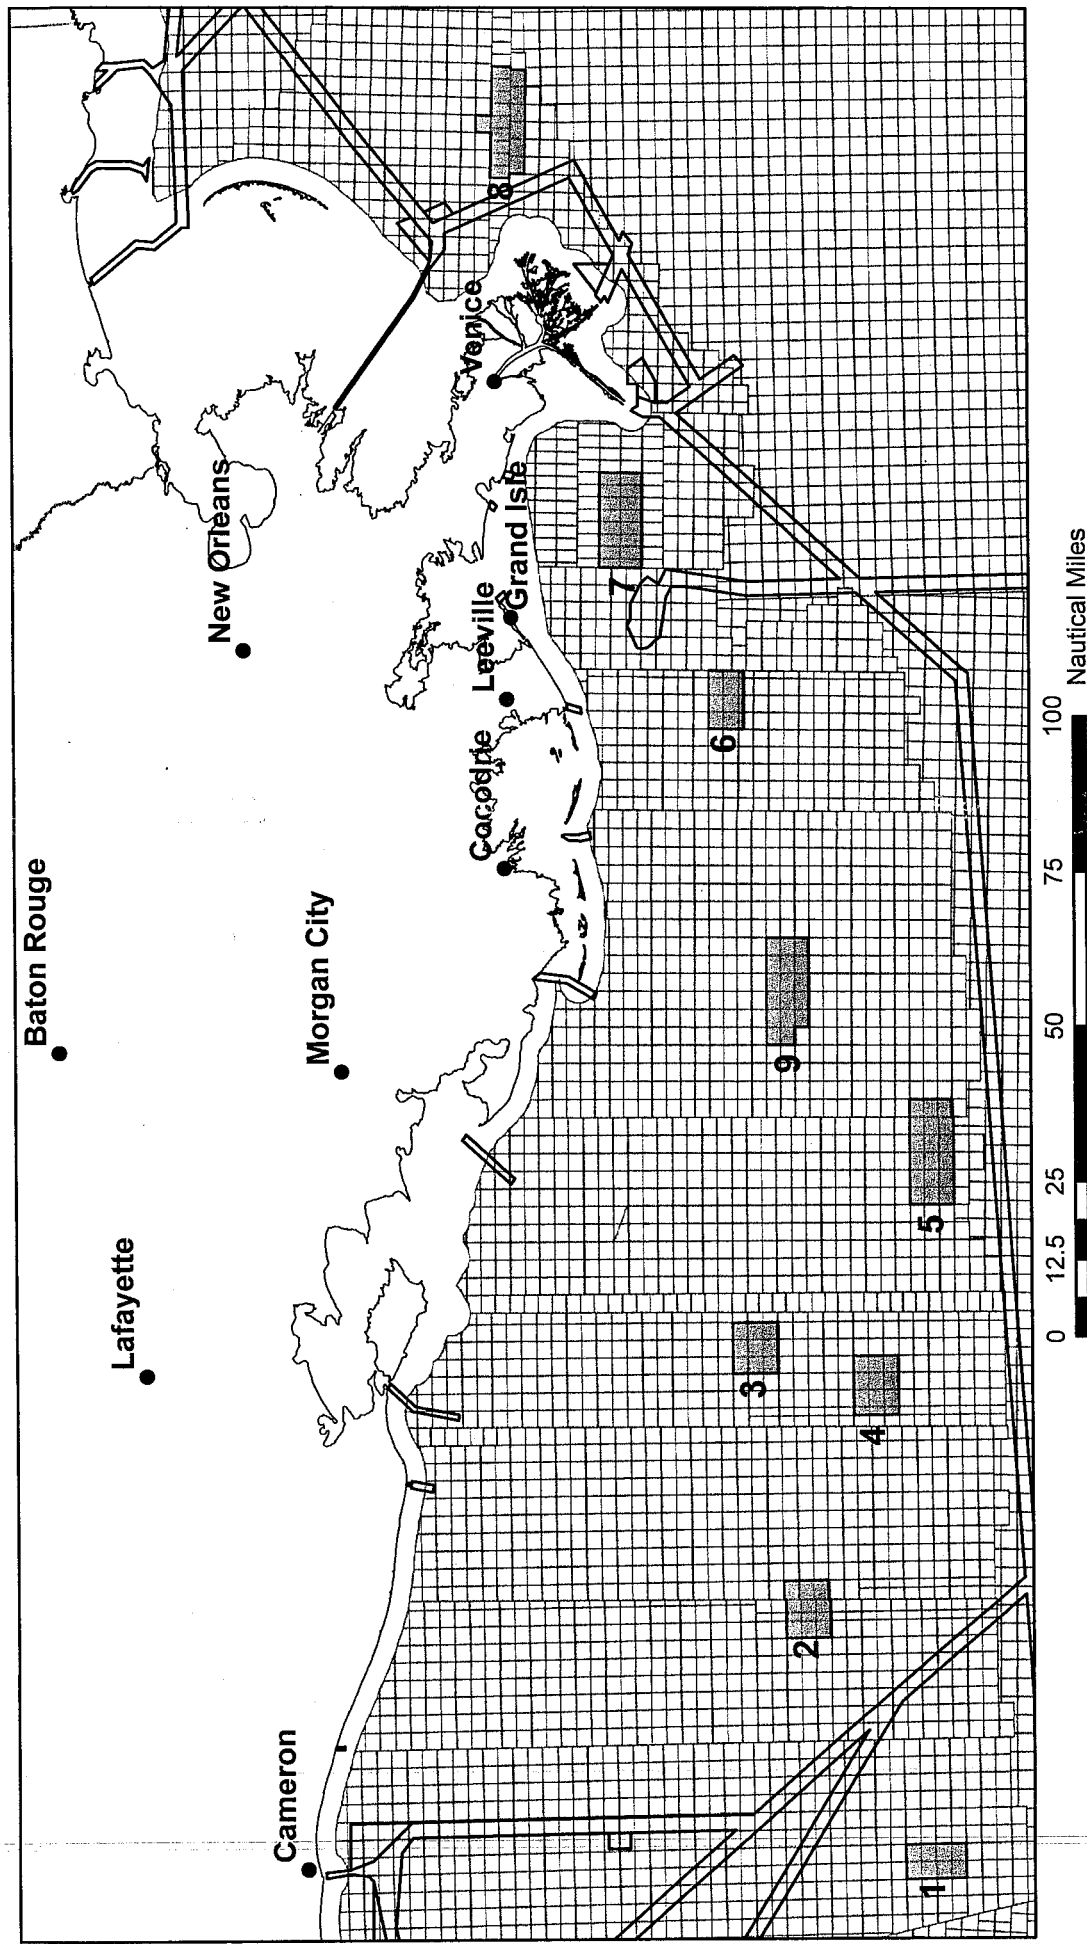 Baton Rouge
Lafayette
New Orleans
Cameron
Morgan City
Venice
Cocodrie
Leeville
Grand Isle
1
2
3
4
5
9
6
7
8
0 12.5 25 50 75 100
Nautical Miles